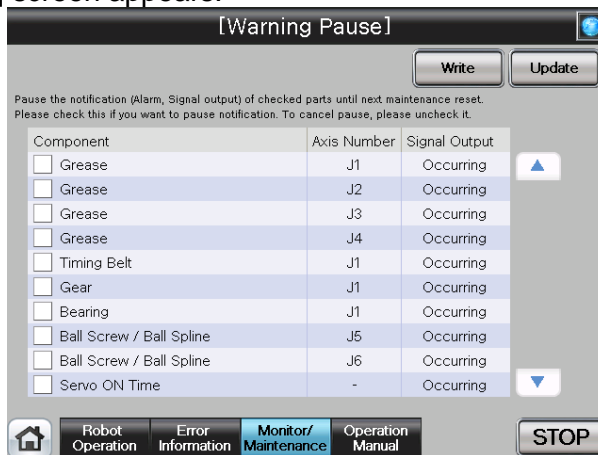 screen appears.
[Warning Pause]
Write Update
Pause the notification (Alarm, Signal output) of checked parts until next maintenance reset.
Please check this if you want to pause notification. To cancel pause, please uncheck it.
Component Axis Number Signal Output
Grease J1 Occurring
Grease J2 Occurring
Grease J3 Occurring
Grease J4 Occurring
Timing Belt J1 Occurring
Gear J1 Occurring
Bearing J1 Occurring
Ball Screw / Ball Spline J5 Occurring
Ball Screw / Ball Spline J6 Occurring
Servo ON Time - Occurring
Robot Operation Error Information Monitor/ Maintenance Operation Manual STOP